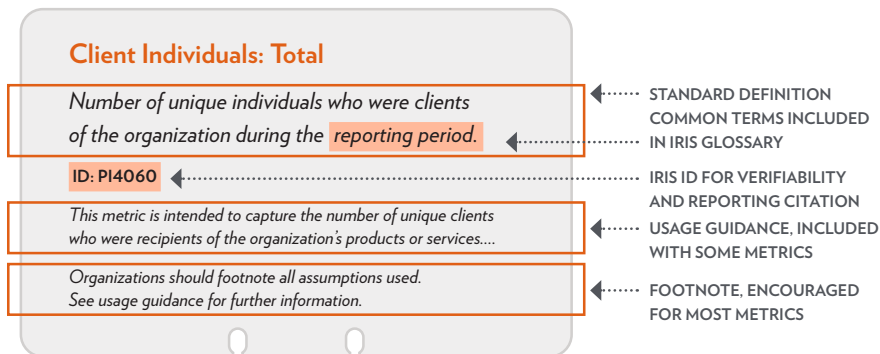 Client Individuals: Total
Number of unique individuals who were clients
of the organization during the reporting period.
ID: PI4060
This metric is intended to capture the number of unique clients
who were recipients of the organization's products or services....
Organizations should footnote all assumptions used.
See usage guidance for further information.
STANDARD DEFINITION
COMMON TERMS INCLUDED
IN IRIS GLOSSARY
IRIS ID FOR VERIFIABILITY
AND REPORTING CITATION
USAGE GUIDANCE, INCLUDED
WITH SOME METRICS
FOOTNOTE, ENCOURAGED
FOR MOST METRICS